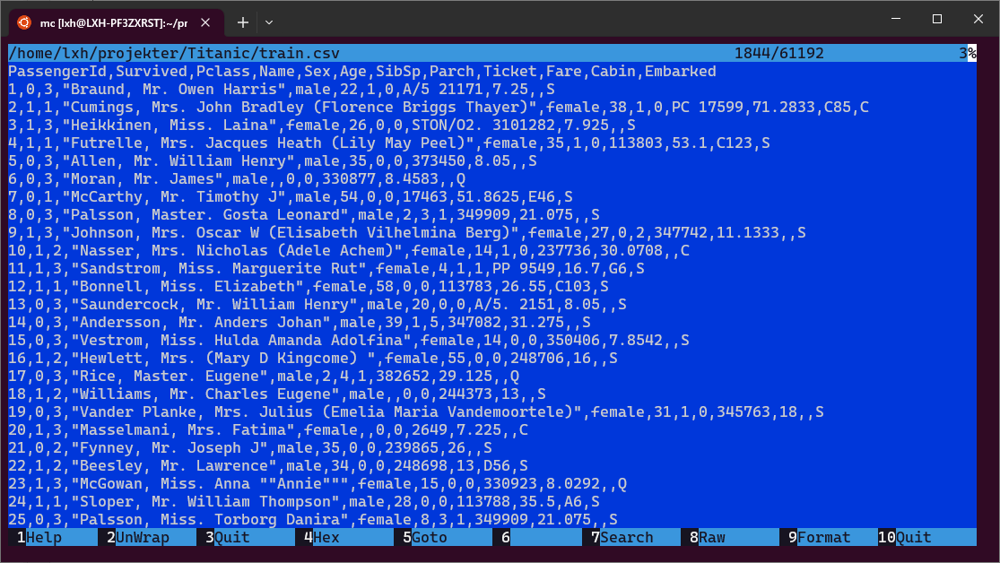 mc [lxh@LXH-PF3ZXRST]:~/pr
/home/lxh/projekter/Titanic/train.csv 1844/61192 3%
PassengerId,Survived,Pclass,Name,Sex,Age,SibSp,Parch,Ticket,Fare,Cabin,Embarked
1,0,3,"Braund, Mr. Owen Harris",male,22,1,0,A/5 21171,7.25,,S
2,1,1,"Cumings, Mrs. John Bradley (Florence Briggs Thayer)",female,38,1,0,PC 17599,71.2833,C85,C
3,1,3,"Heikkinen, Miss. Laina",female,26,0,0,STON/O2. 3101282,7.925,,S
4,1,1,"Futrelle, Mrs. Jacques Heath (Lily May Peel)",female,35,1,0,113803,53.1,C123,S
5,0,3,"Allen, Mr. William Henry",male,35,0,0,373450,8.05,,S
6,0,3,"Moran, Mr. James",male,,0,0,330877,8.4583,,Q
7,0,1,"McCarthy, Mr. Timothy J",male,54,0,0,17463,51.8625,E46,S
8,0,3,"Palsson, Master. Gosta Leonard",male,2,3,1,349909,21.075,,S
9,1,3,"Johnson, Mrs. Oscar W (Elisabeth Vilhelmina Berg)",female,27,0,2,347742,11.1333,,S
10,1,2,"Nasser, Mrs. Nicholas (Adele Achem)",female,14,1,0,237736,30.0708,,C
11,1,3,"Sandstrom, Miss. Marguerite Rut",female,4,1,1,PP 9549,16.7,G6,S
12,1,1,"Bonnell, Miss. Elizabeth",female,58,0,0,113783,26.55,C103,S
13,0,3,"Saundercock, Mr. William Henry",male,20,0,0,A/5. 2151,8.05,,S
14,0,3,"Andersson, Mr. Anders Johan",male,39,1,5,347082,31.275,,S
15,0,3,"Vestrom, Miss. Hulda Amanda Adolfina",female,14,0,0,350406,7.8542,,S
16,1,2,"Hewlett, Mrs. (Mary D Kingcome) ",female,55,0,0,248706,16,,S
17,0,3,"Rice, Master. Eugene",male,2,4,1,382652,29.125,,Q
18,1,2,"Williams, Mr. Charles Eugene",male,,0,0,244373,13,,S
19,0,3,"Vander Planke, Mrs. Julius (Emelia Maria Vandemoortele)",female,31,1,0,345763,18,,S
20,1,3,"Masselmani, Mrs. Fatima",female,,0,0,2649,7.225,,C
21,0,2,"Fynney, Mr. Joseph J",male,35,0,0,239865,26,,S
22,1,2,"Beesley, Mr. Lawrence",male,34,0,0,248698,13,D56,S
23,1,3,"McGowan, Miss. Anna ""Annie""",female,15,0,0,330923,8.0292,,Q
24,1,1,"Sloper, Mr. William Thompson",male,28,0,0,113788,35.5,A6,S
25,0,3,"Palsson, Miss. Torborg Danira",female,8,3,1,349909,21.075,,S
1Help 2UnWrap 3Quit 4Hex 5Goto 6 7Search 8Raw 9Format 10Quit